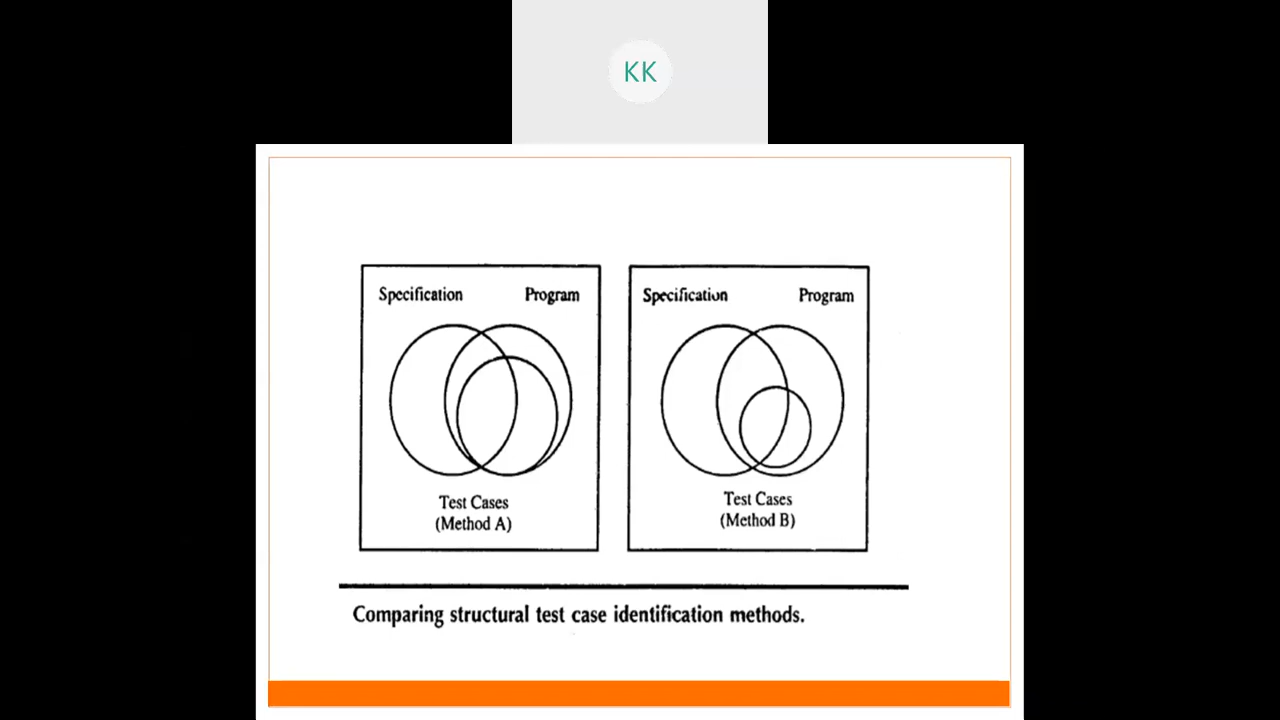 KK
Specification Program
Test Cases
(Method A)
Specification Program
Test Cases
(Method B)
Comparing structural test case identification methods.